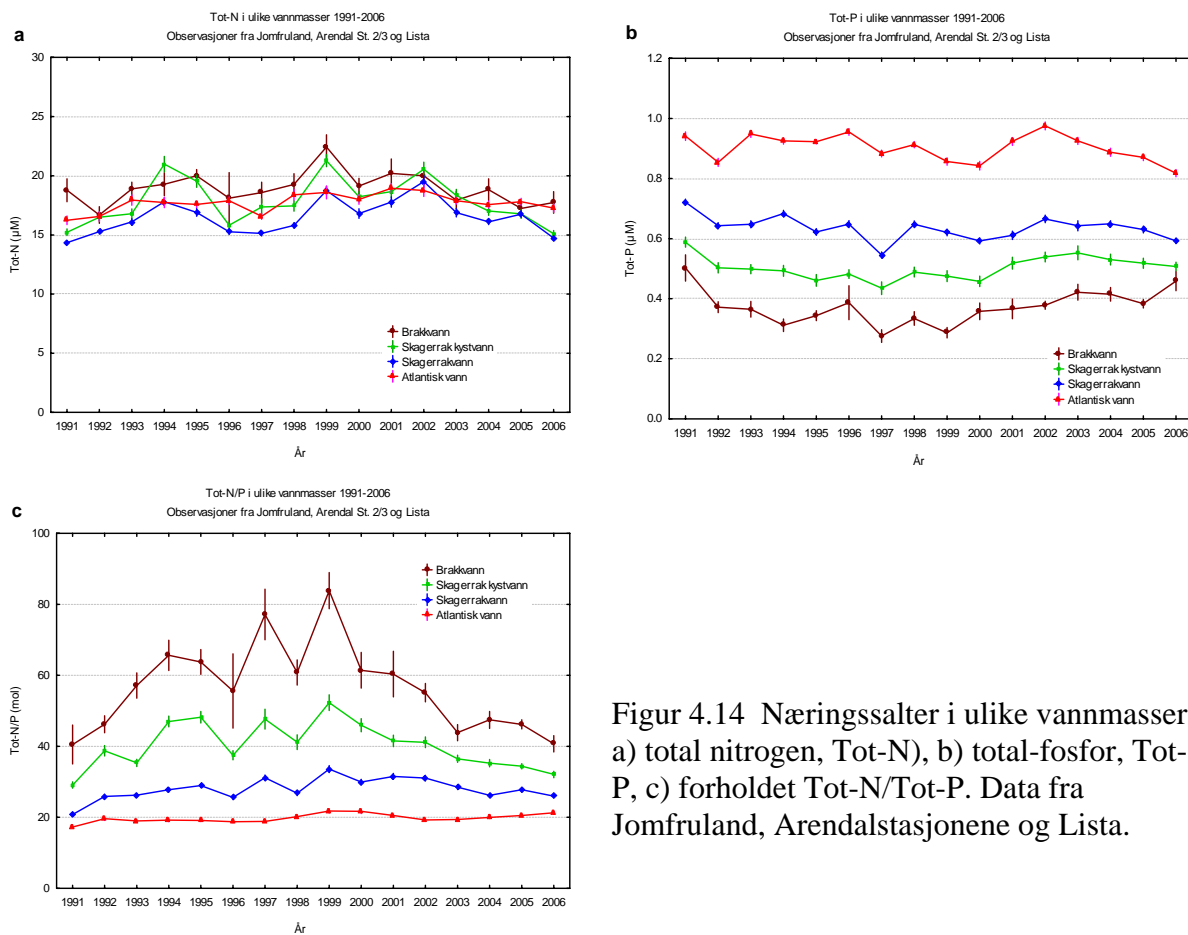 Tot-N i ulike vannmasser 1991-2006
a
Observasjoner fra Jomfruland, Arendal St. 2/3 og Lista
30
25
20
15
10
5
0
Tot-N (µM)
Brakkvann
Skagerrak kystvann
Skagerrakvann
Atlantisk vann
1991 1992 1993 1994 1995 1996 1997 1998 1999 2000 2001 2002 2003 2004 2005 2006
År
Tot-P i ulike vannmasser 1991-2006
b
Observasjoner fra Jomfruland, Arendal St. 2/3 og Lista
1.2
1.0
0.8
0.6
0.4
0.2
0.0
Tot-P (µM)
Brakkvann
Skagerrak kystvann
Skagerrakvann
Atlantisk vann
1991 1992 1993 1994 1995 1996 1997 1998 1999 2000 2001 2002 2003 2004 2005 2006
År
Tot-N/P i ulike vannmasser 1991-2006
c
Observasjoner fra Jomfruland, Arendal St. 2/3 og Lista
100
80
60
40
20
0
Tot-N/P (mol)
Brakkvann
Skagerrak kystvann
Skagerrakvann
Atlantisk vann
1991 1992 1993 1994 1995 1996 1997 1998 1999 2000 2001 2002 2003 2004 2005 2006
År
Figur 4.14 Næringssalter i ulike vannmasser
a) total nitrogen, Tot-N), b) total-fosfor, Tot-
P, c) forholdet Tot-N/Tot-P. Data fra
Jomfruland, Arendalstasjonene og Lista.